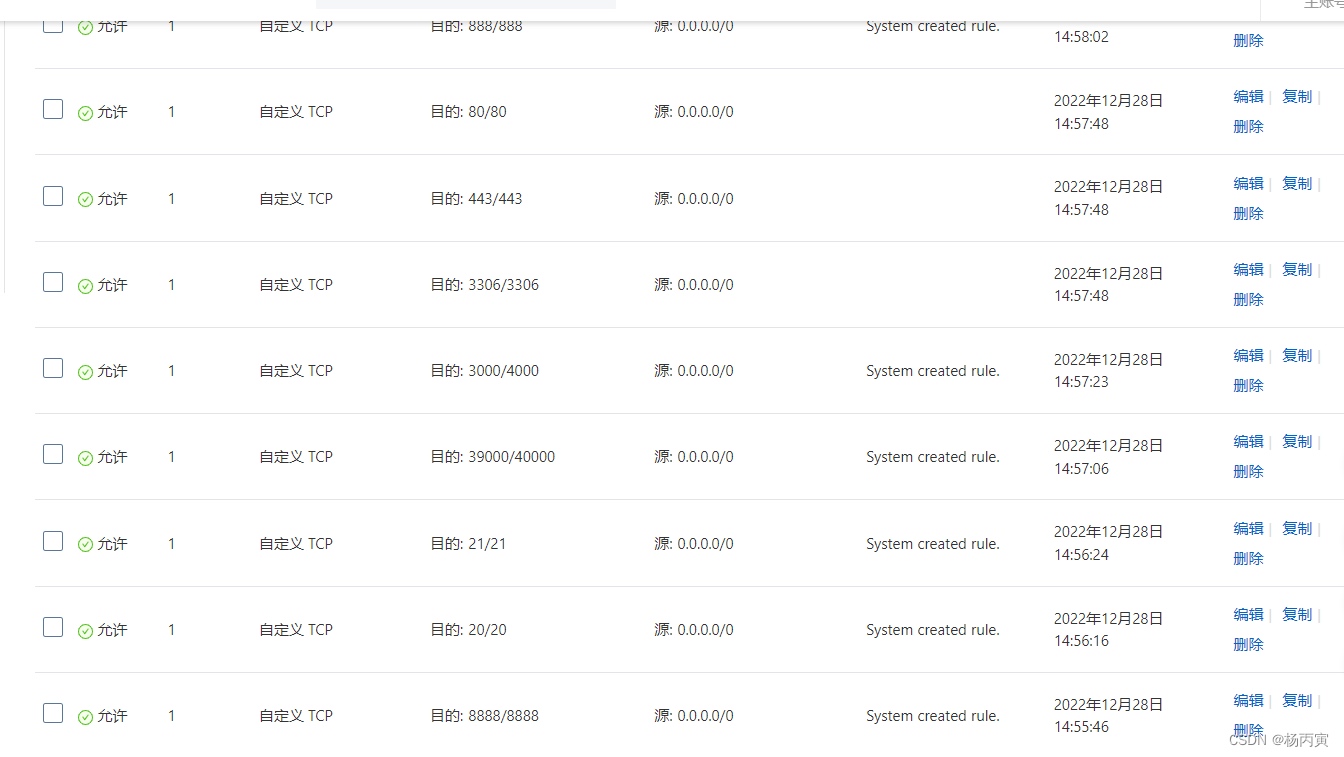 主账号
允许 1 自定义 TCP 目的: 888/888 源: 0.0.0.0/0 System created rule. 14:58:02 删除
允许 1 自定义 TCP 目的: 80/80 源: 0.0.0.0/0 2022年12月28日 14:57:48 编辑 | 复制 | 删除
允许 1 自定义 TCP 目的: 443/443 源: 0.0.0.0/0 2022年12月28日 14:57:48 编辑 | 复制 | 删除
允许 1 自定义 TCP 目的: 3306/3306 源: 0.0.0.0/0 2022年12月28日 14:57:48 编辑 | 复制 | 删除
允许 1 自定义 TCP 目的: 3000/4000 源: 0.0.0.0/0 System created rule. 2022年12月28日 14:57:23 编辑 | 复制 | 删除
允许 1 自定义 TCP 目的: 39000/40000 源: 0.0.0.0/0 System created rule. 2022年12月28日 14:57:06 编辑 | 复制 | 删除
允许 1 自定义 TCP 目的: 21/21 源: 0.0.0.0/0 System created rule. 2022年12月28日 14:56:24 编辑 | 复制 | 删除
允许 1 自定义 TCP 目的: 20/20 源: 0.0.0.0/0 System created rule. 2022年12月28日 14:56:16 编辑 | 复制 | 删除
允许 1 自定义 TCP 目的: 8888/8888 源: 0.0.0.0/0 System created rule. 2022年12月28日 14:55:46 编辑 | 复制 | 删除
CSDN @杨丙寅